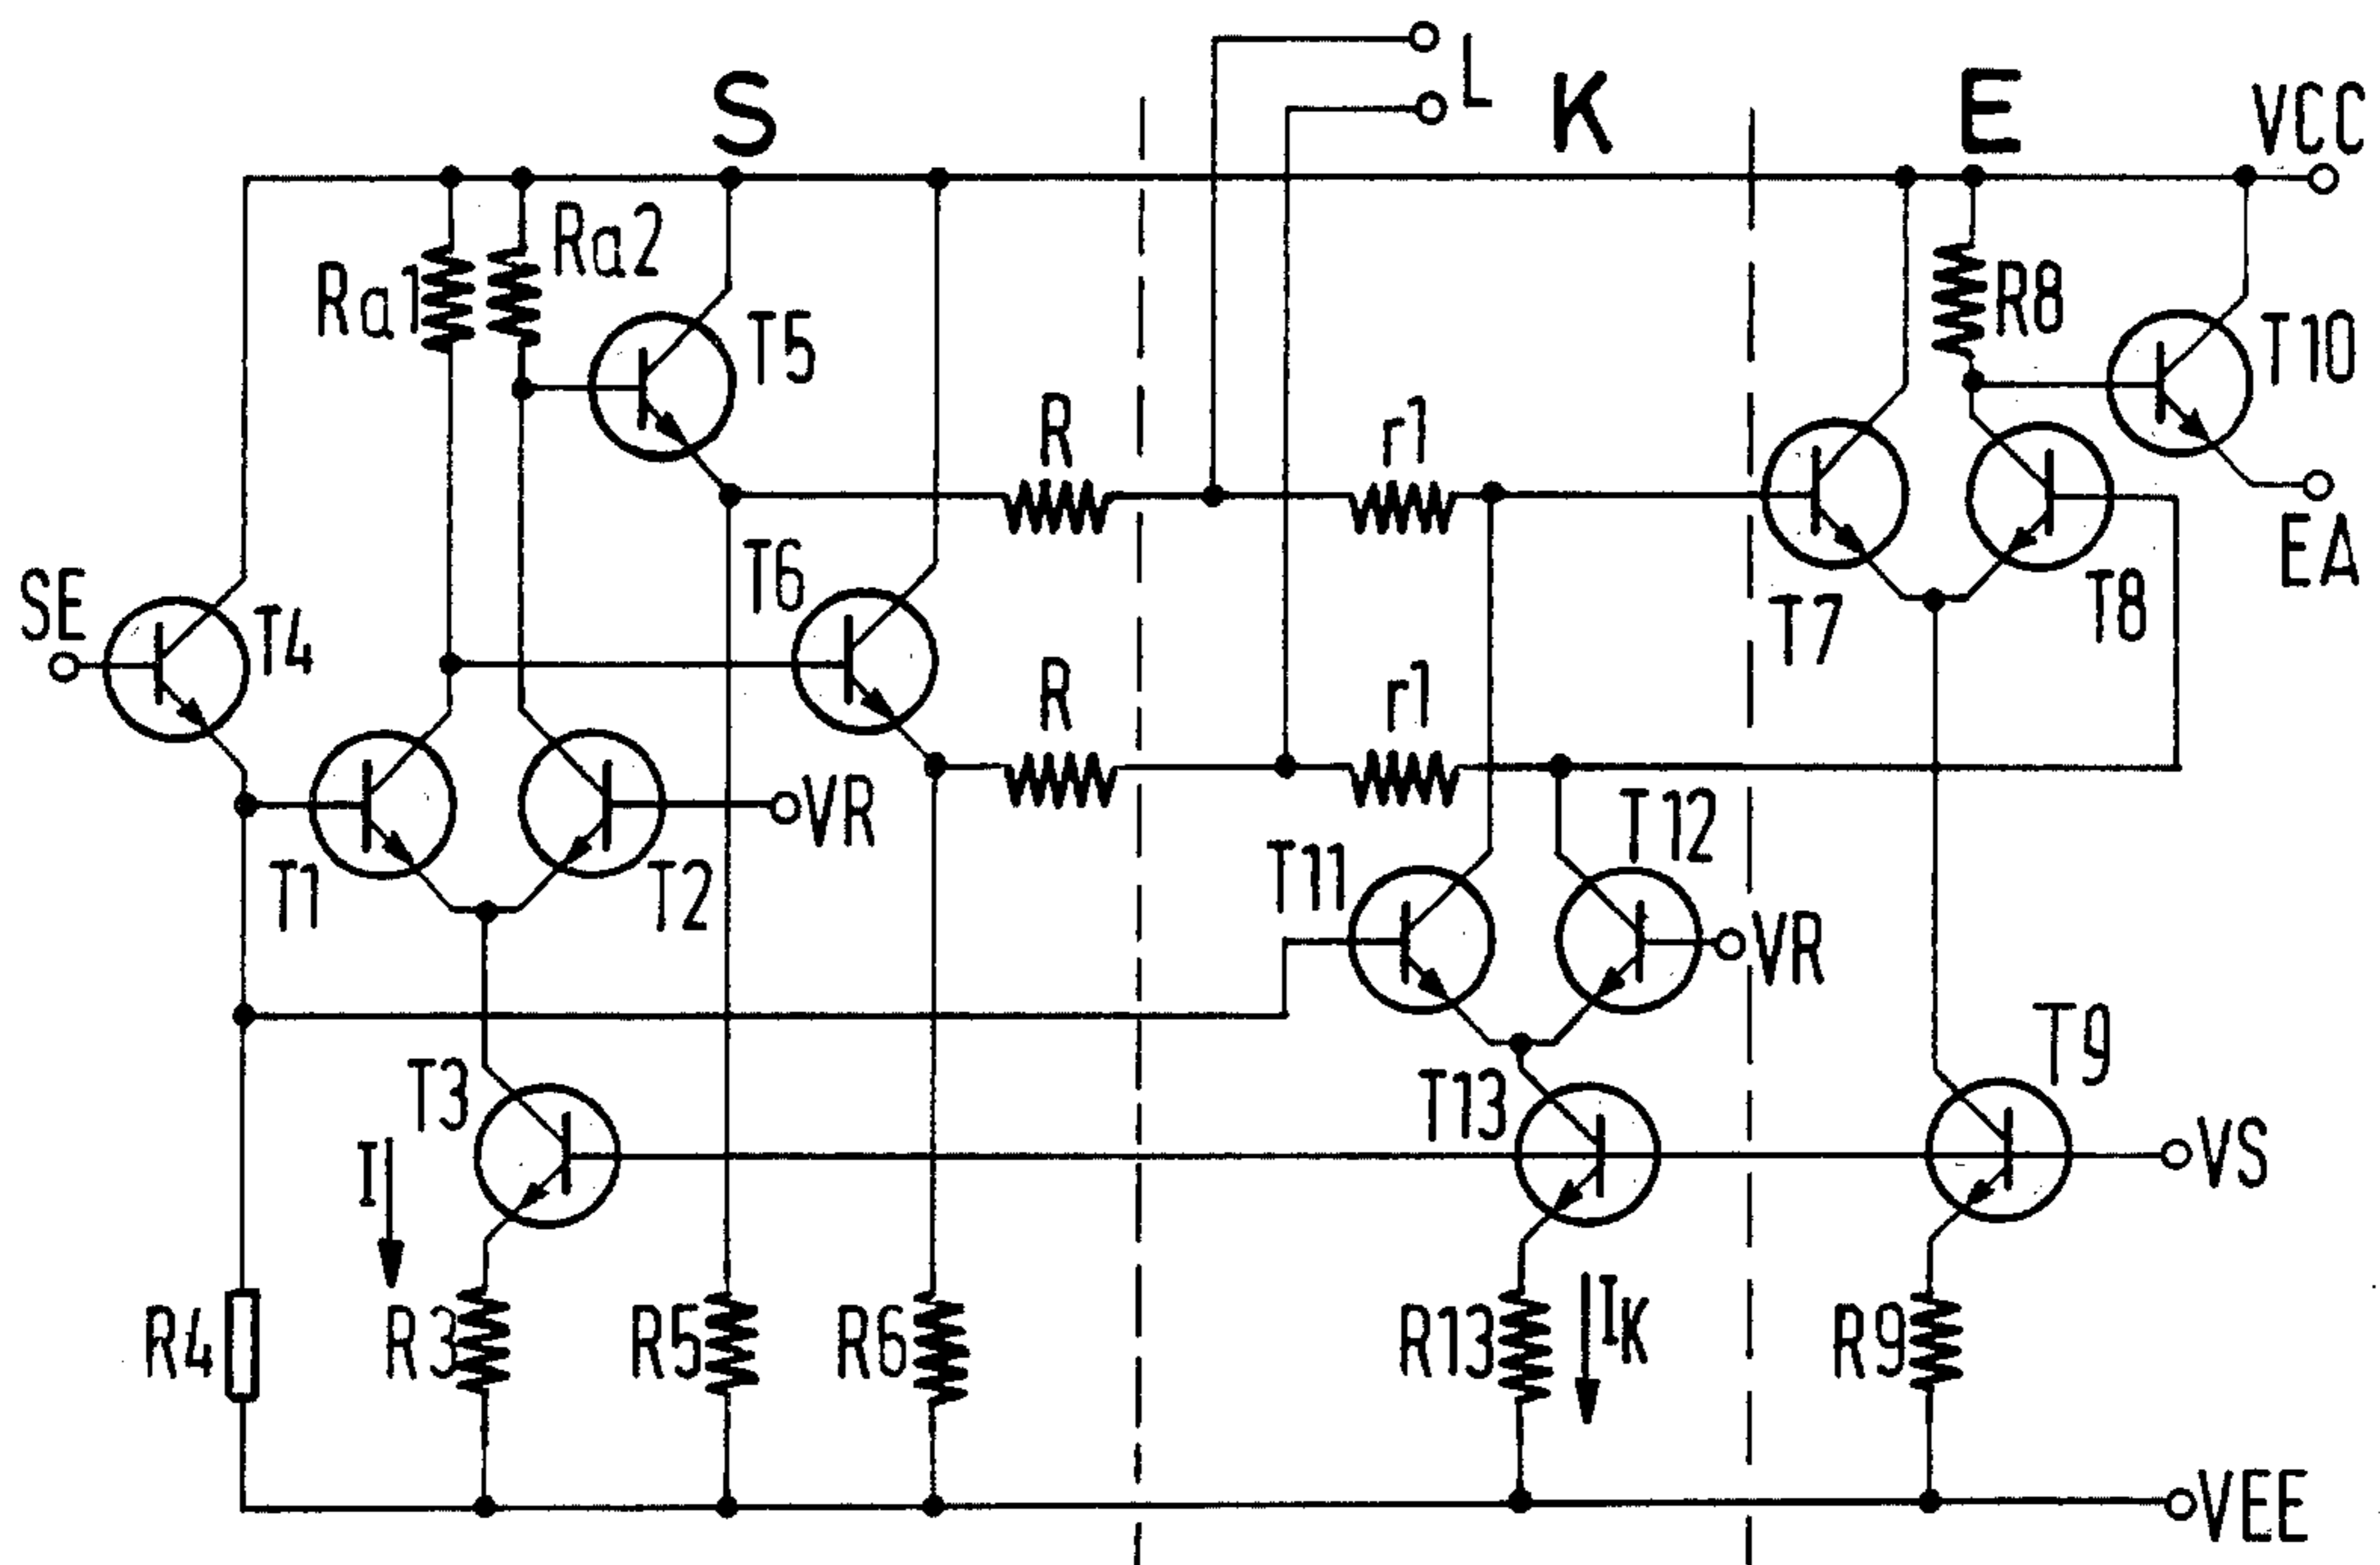 L
S
K
E
VCC
Ra1
Ra2
R8
T5
T10
R
r1
EA
SE
T4
T6
T7
T8
R
r1
VR
T12
T1
T2
T11
VR
T3
T13
T9
I
VS
R4
R3
R5
R6
R13
IK
R9
VEE